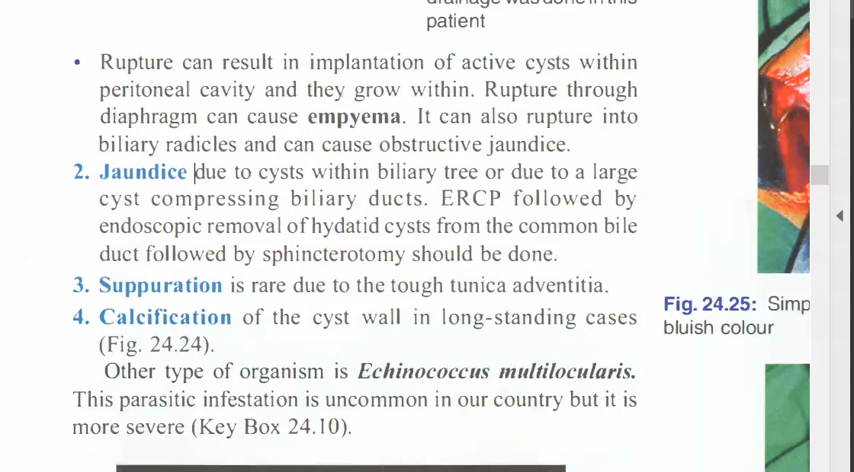 drainage was done in this
patient
• Rupture can result in implantation of active cysts within
peritoneal cavity and they grow within. Rupture through
diaphragm can cause empyema. It can also rupture into
biliary radicles and can cause obstructive jaundice.
2. Jaundice due to cysts within biliary tree or due to a large
cyst compressing biliary ducts. ERCP followed by
endoscopic removal of hydatid cysts from the common bile
duct followed by sphincterotomy should be done.
3. Suppuration is rare due to the tough tunica adventitia.
4. Calcification of the cyst wall in long-standing cases
(Fig. 24.24).
Other type of organism is Echinococcus multilocularis.
This parasitic infestation is uncommon in our country but it is
more severe (Key Box 24.10).
Fig. 24.25: Simp
bluish colour